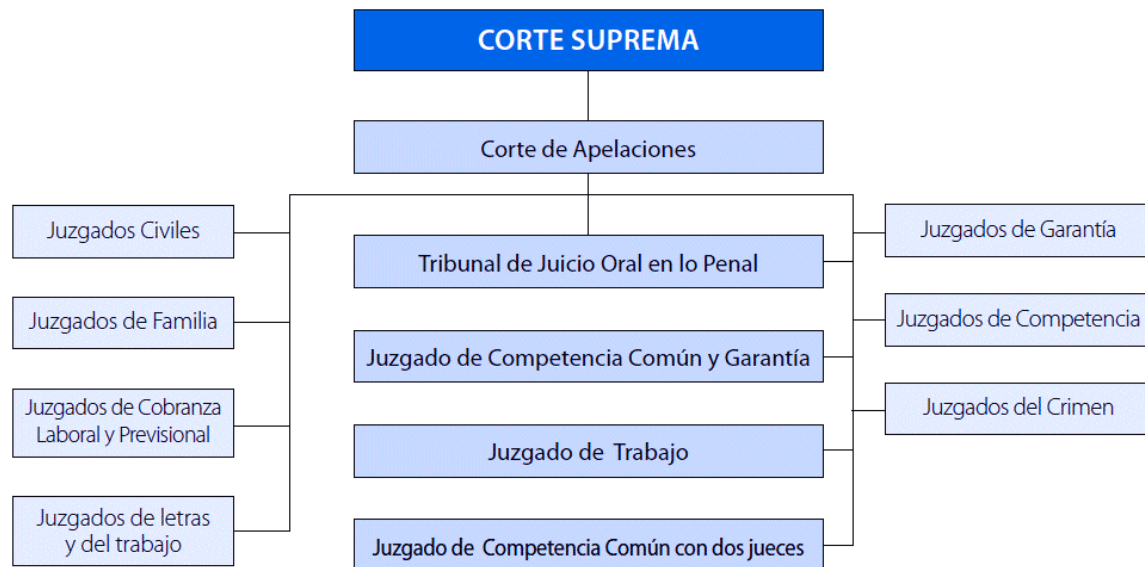 CORTE SUPREMA
Corte de Apelaciones
Juzgados Civiles
Juzgados de Familia
Juzgados de Cobranza
Laboral y Previsional
Juzgados de letras
y del trabajo
Tribunal de Juicio Oral en lo Penal
Juzgado de Competencia Común y Garantía
Juzgado de Trabajo
Juzgado de Competencia Común con dos jueces
Juzgados de Garantía
Juzgados de Competencia
Juzgados del Crimen